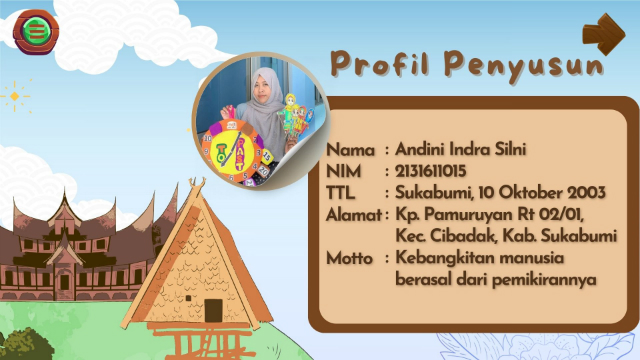 Profil Penyusun
Nama : Andini Indra Silni
NIM : 2131611015
TTL : Sukabumi, 10 Oktober 2003
Alamat : Kp. Pamuruyan Rt 02/01,
Kec. Cibadak, Kab. Sukabumi
Motto : Kebangkitan manusia
berasal dari pemikirannya